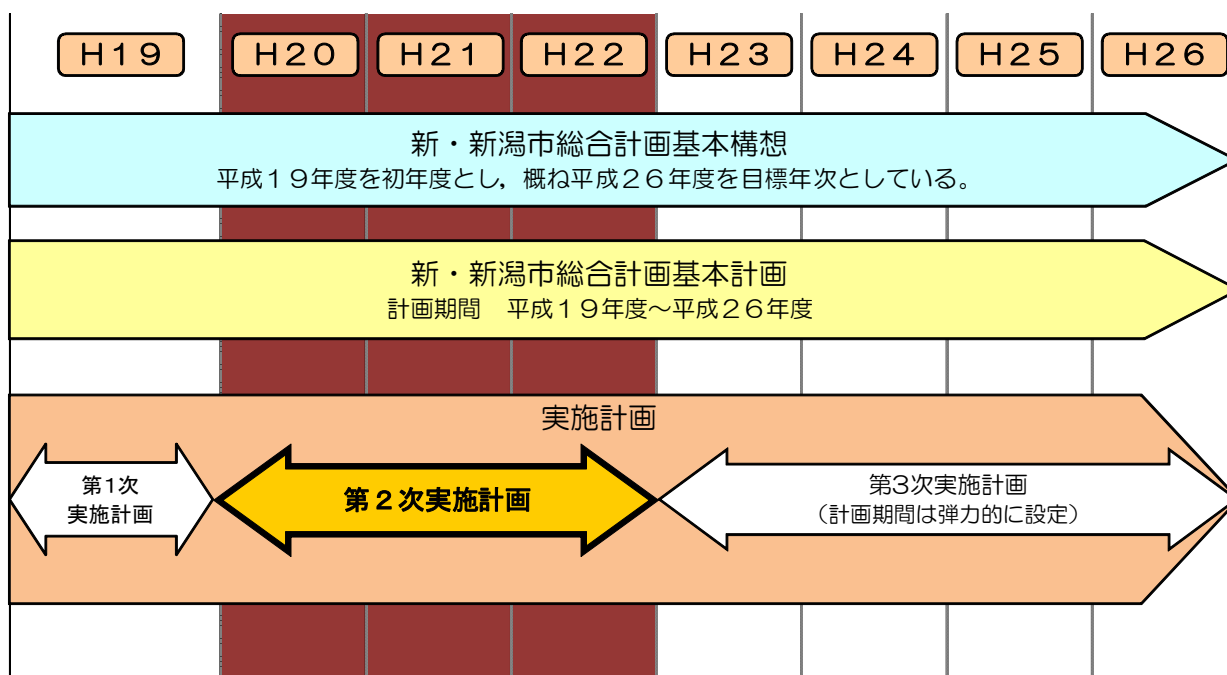 H19 H20 H21 H22 H23 H24 H25 H26
新・新潟市総合計画基本構想
平成19年度を初年度とし，概ね平成26年度を目標年次としている。
新・新潟市総合計画基本計画
計画期間　平成19年度～平成26年度
実施計画
第1次
実施計画
第２次実施計画
第3次実施計画
（計画期間は弾力的に設定）